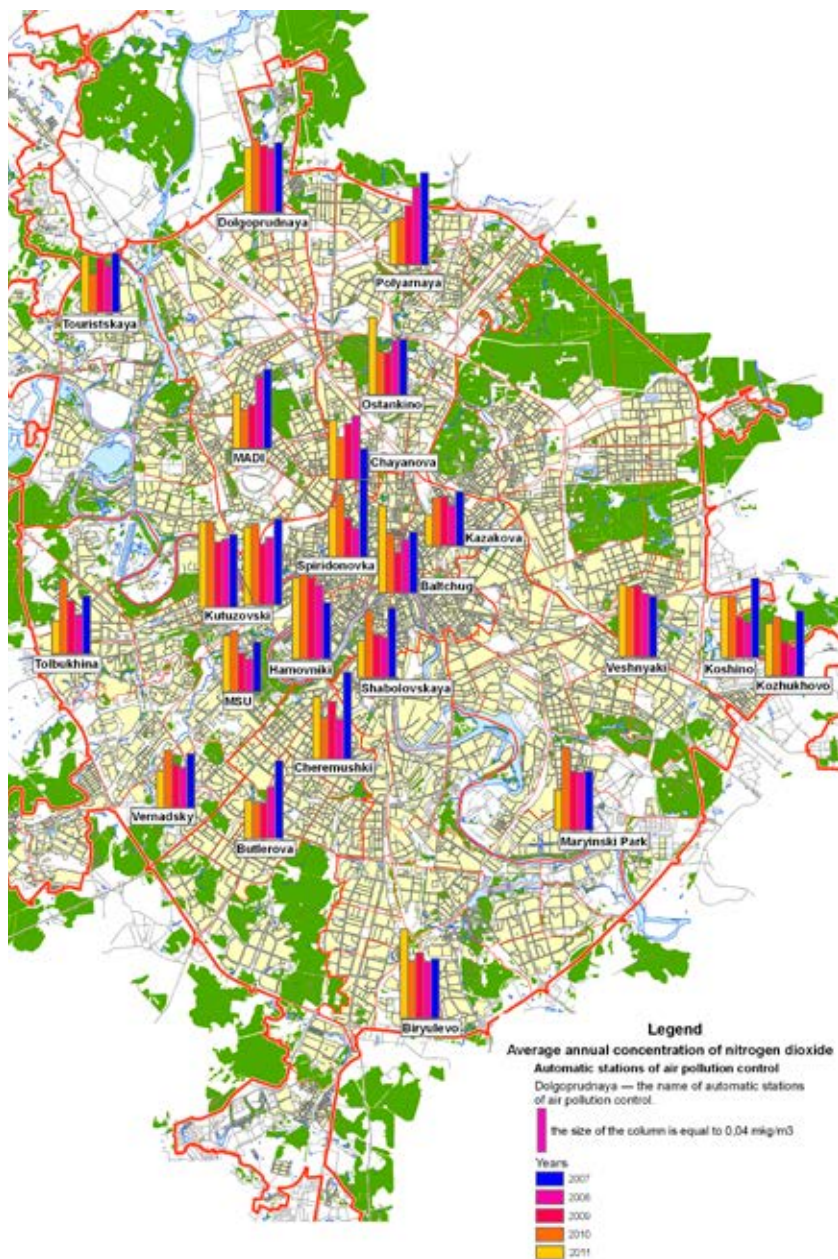 Dolgoprudnaya
Polyarnaya
Touristskaya
Ostankino
MADI
Chayanova
Kazakova
Spiridonovka
Baltchug
Kutuzovski
Tolbukhina
Hamovniki
Veshnyaki
Koshino
Kozhukhovo
MSU
Shabolovskaya
Cheremushki
Vernadsky
Butlerova
Maryinski Park
Biryulevo
Legend
Average annual concentration of nitrogen dioxide
Automatic stations of air pollution control
Dolgoprudnaya — the name of automatic stations
of air pollution control.
the size of the column is equal to 0,04 mkg/m3
Years
2007
2008
2009
2010
2011